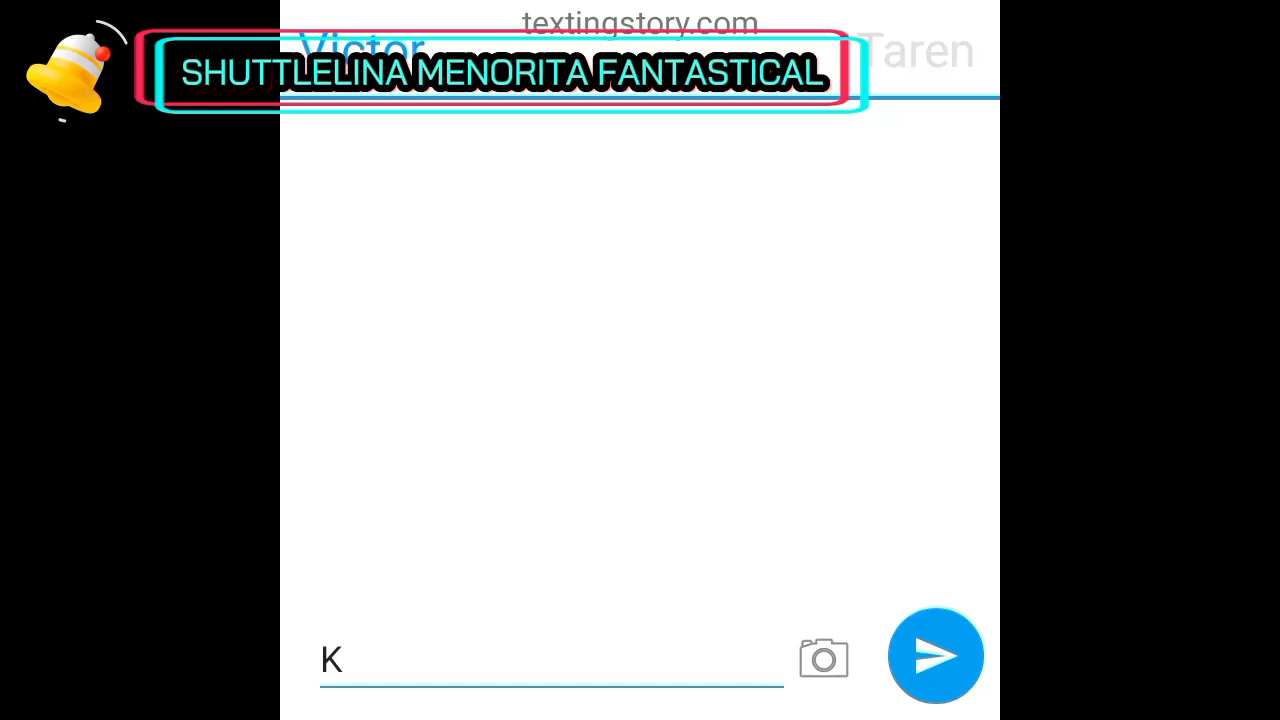 textingstory.com
Victor
Taren
SHUTTLELINA MENORITA FANTASTICAL
K